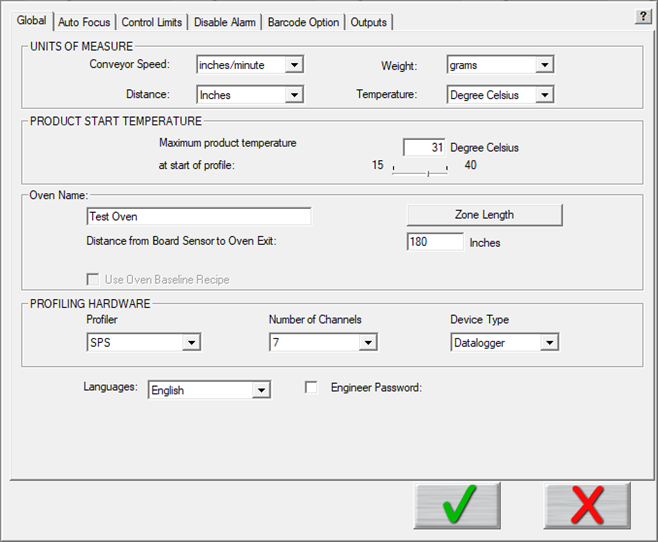 Global Auto Focus Control Limits Disable Alarm Barcode Option Outputs ?
UNITS OF MEASURE
Conveyor Speed: inches/minute Weight: grams
Distance: Inches Temperature: Degree Celsius
PRODUCT START TEMPERATURE
Maximum product temperature 31 Degree Celsius
at start of profile: 15 40
Oven Name:
Test Oven Zone Length
Distance from Board Sensor to Oven Exit: 180 Inches
Use Oven Baseline Recipe
PROFILING HARDWARE
Profiler Number of Channels Device Type
SPS 7 Datalogger
Languages: English Engineer Password: